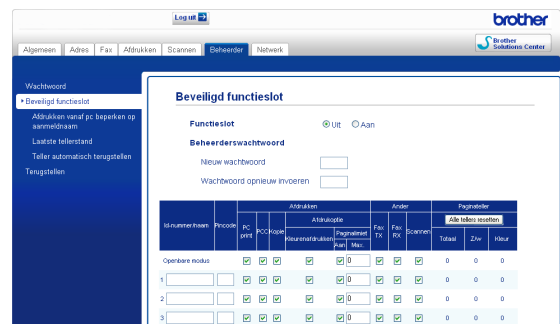 Log uit
brother
Brother
Solutions Center
Algemeen Adres Fax Afdrukken Scannen Beheerder Netwerk
Wachtwoord
Beveiligd functieslot
Afdrukken vanaf pc beperken op
aanmeldnaam
Laatste tellerstand
Teller automatisch terugstellen
Terugstellen
Beveiligd functieslot
Functieslot Uit Aan
Beheerderswachtwoord
Nieuw wachtwoord
Wachtwoord opnieuw invoeren
Afdrukken Ander Paginateller
Id-nummer/naam Pincode PC print PCC Kopie Afdrukoptie Fax TX Fax RX Scannen Alle tellers resetten
Kleurenafdrukken Paginalimiet Totaal Z/w Kleur
Aan Max.
Openbare modus 0 0 0 0
1 0 0 0 0
2 0 0 0 0
3 0 0 0 0